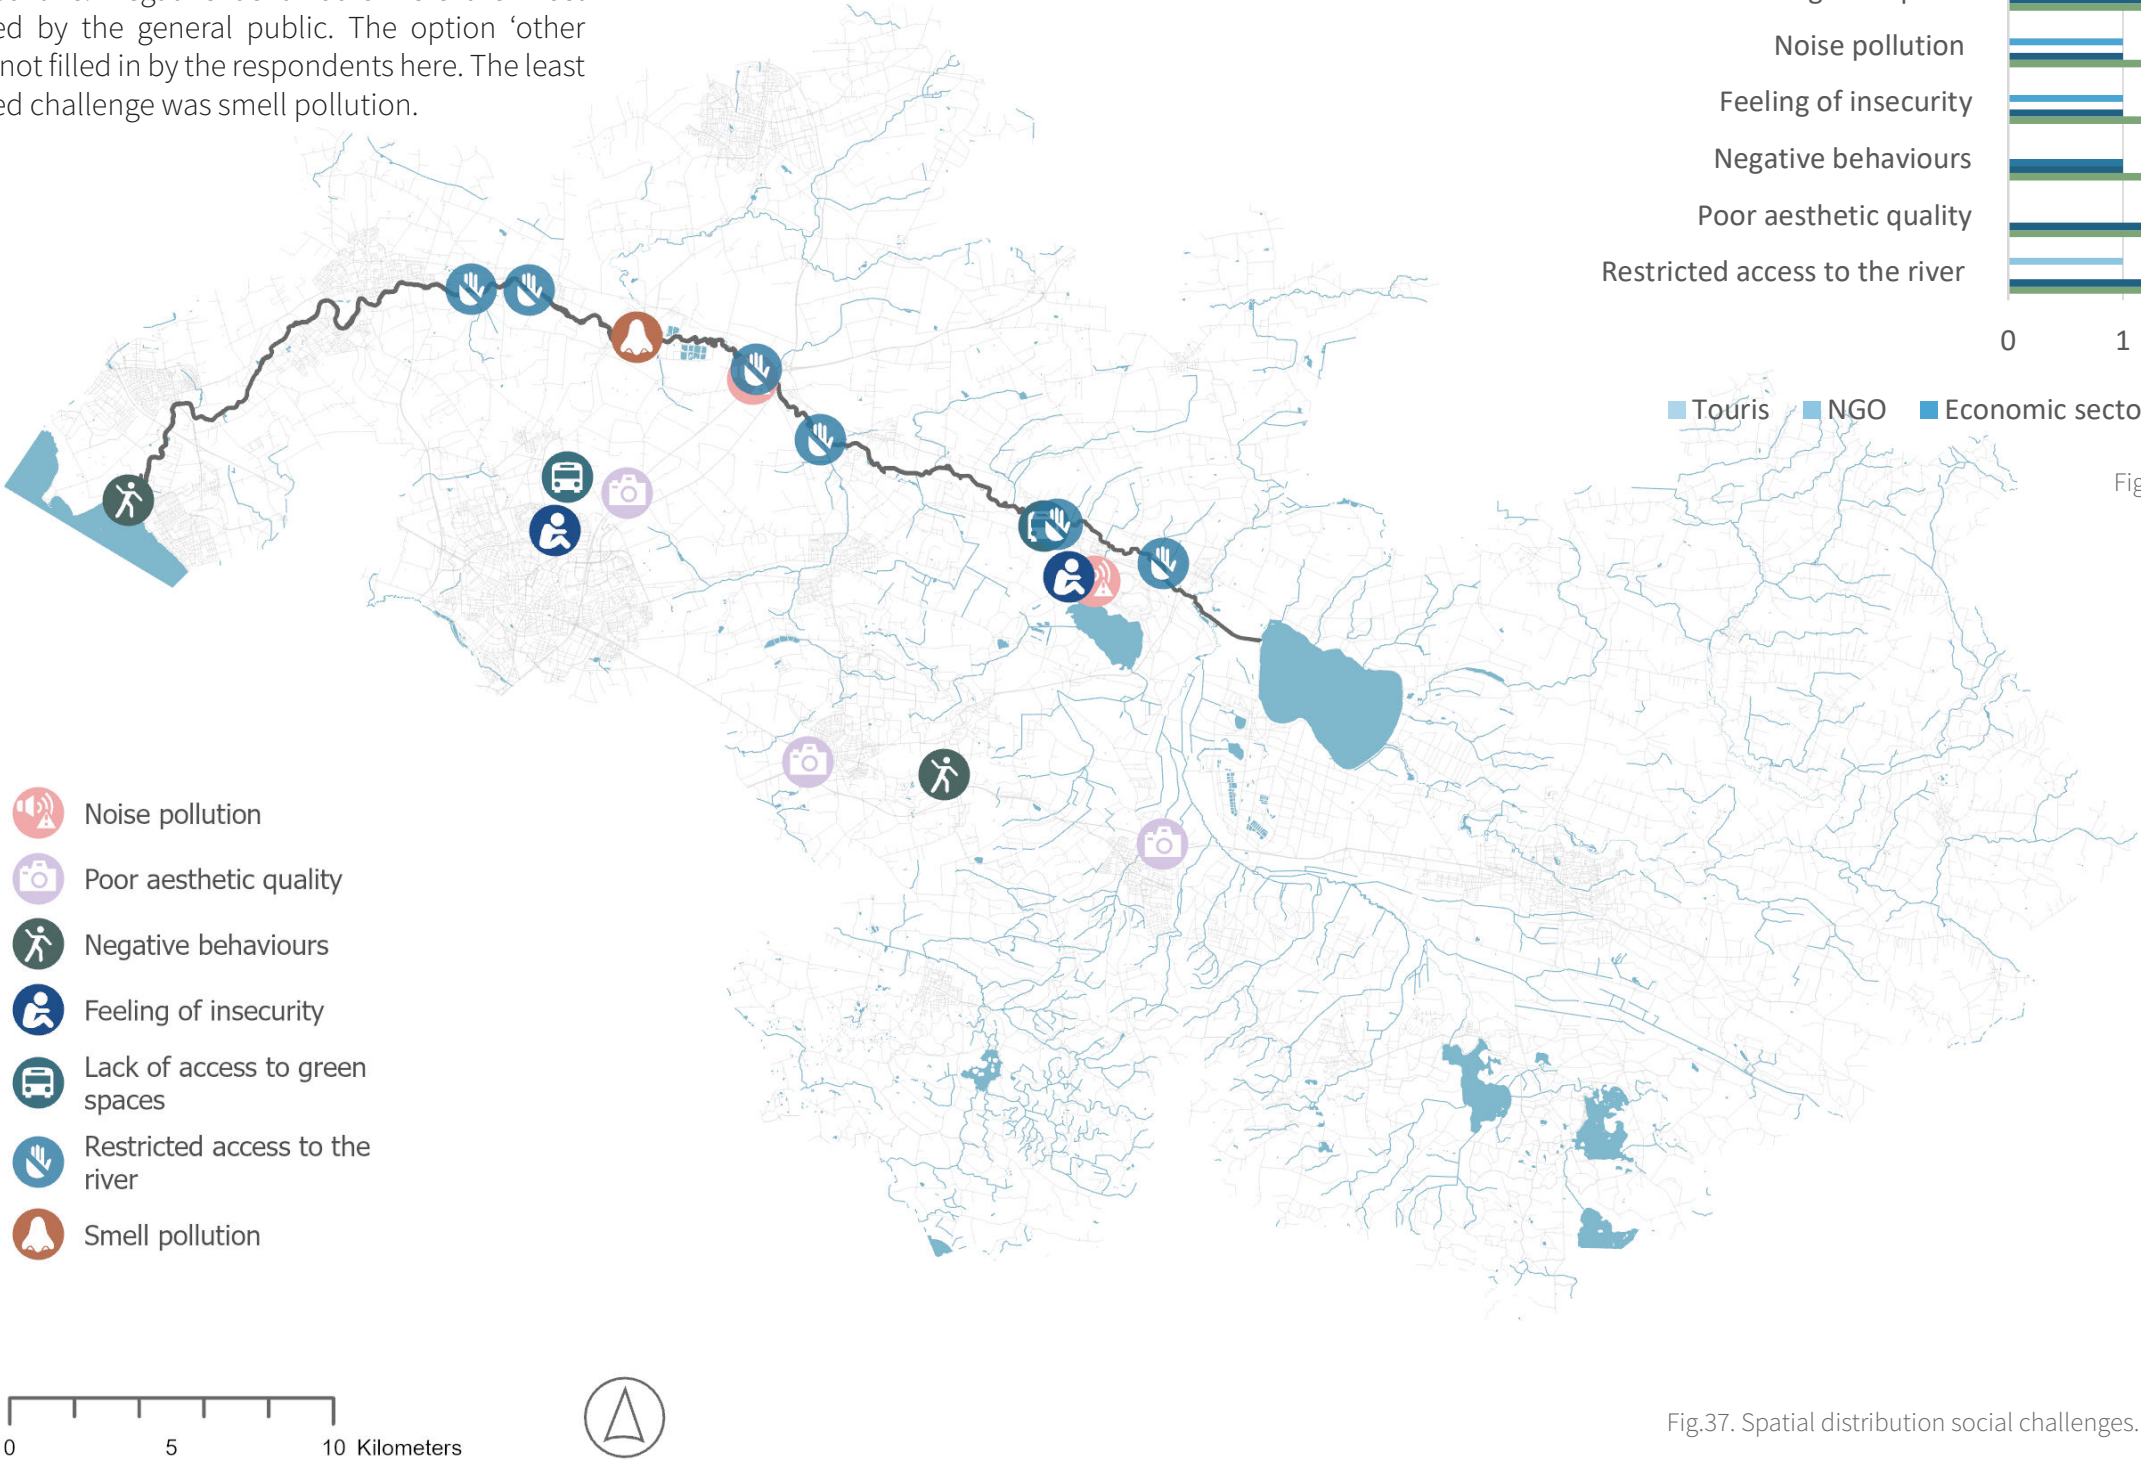 by the general public. The option ‘other
not filled in by the respondents here. The least
challenge was smell pollution.
Noise pollution
Feeling of insecurity
Negative behaviours
Poor aesthetic quality
Restricted access to the river
0 1
Touris NGO Economic secto
Fig
Noise pollution
Poor aesthetic quality
Negative behaviours
Feeling of insecurity
Lack of access to green
spaces
Restricted access to the
river
Smell pollution
0 5 10 Kilometers
Fig.37. Spatial distribution social challenges.